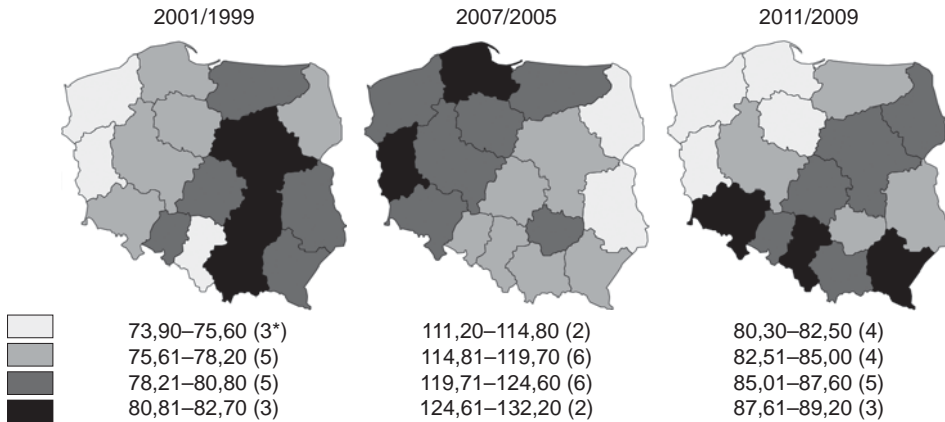 2001/1999 2007/2005 2011/2009
73,90–75,60 (3*) 111,20–114,80 (2) 80,30–82,50 (4)
75,61–78,20 (5) 114,81–119,70 (6) 82,51–85,00 (4)
78,21–80,80 (5) 119,71–124,60 (6) 85,01–87,60 (5)
80,81–82,70 (3) 124,61–132,20 (2) 87,61–89,20 (3)